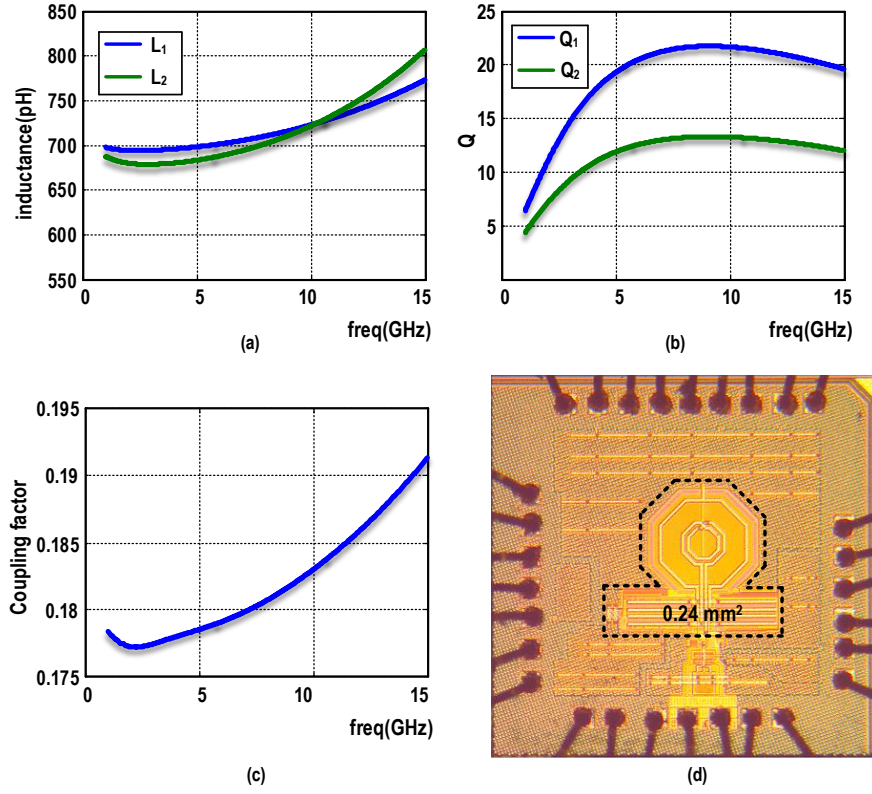 850
800
750
700
650
600
550
inductance(pH)
L₁
L₂
0
5
10
15
freq(GHz)
(a)
25
20
15
10
5
Q
Q₁
Q₂
0
5
10
15
freq(GHz)
(b)
0.195
0.19
0.185
0.18
0.175
Coupling factor
0
5
10
15
freq(GHz)
(c)
0.24 mm²
(d)